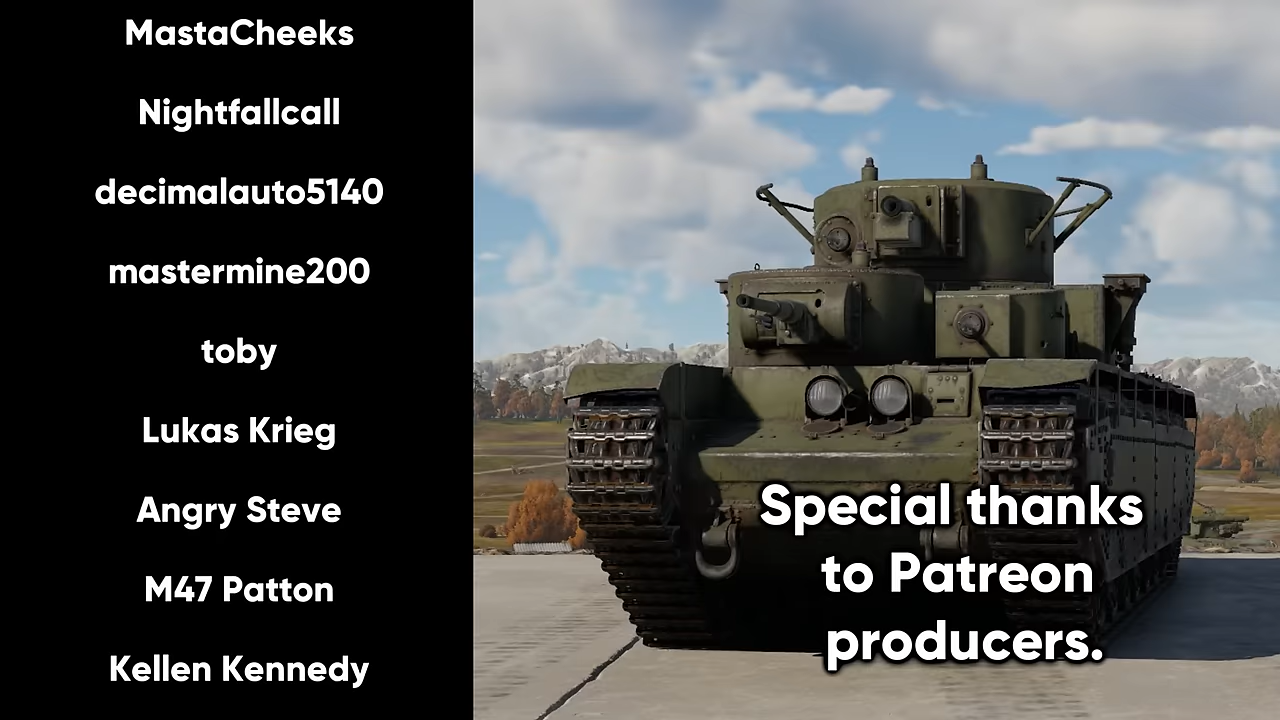 MastaCheeks
Nightfallcall
decimalauto5140
mastermine200
toby
Lukas Krieg
Angry Steve
M47 Patton
Kellen Kennedy
Special thanks
to Patreon
producers.